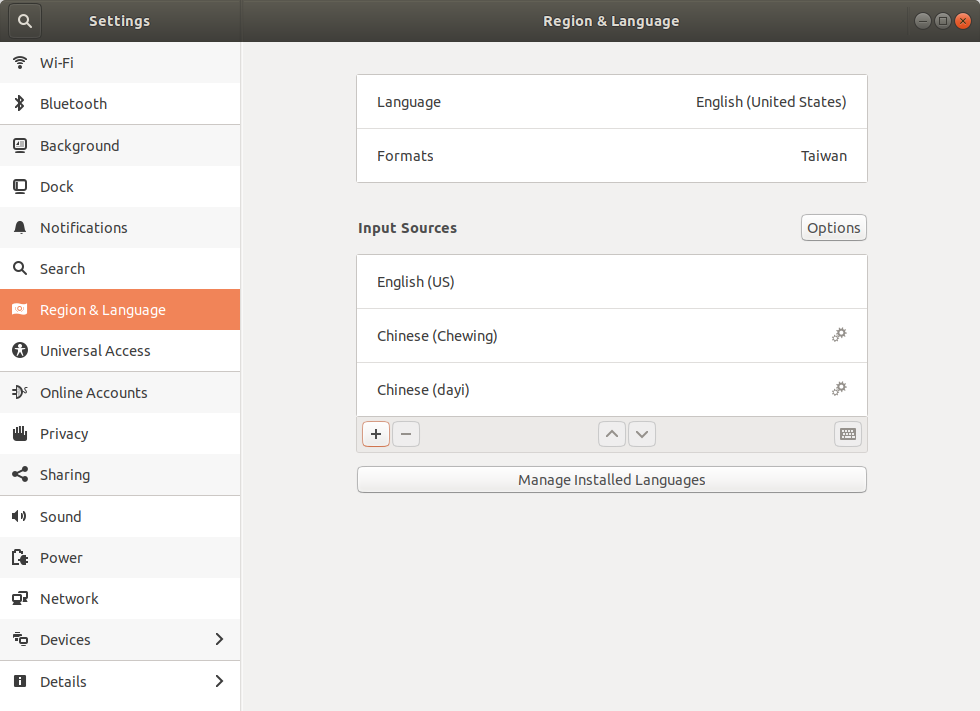 Settings
Region & Language
Wi-Fi
Bluetooth
Background
Dock
Notifications
Search
Region & Language
Universal Access
Online Accounts
Privacy
Sharing
Sound
Power
Network
Devices
Details
Language English (United States)
Formats Taiwan
Input Sources Options
English (US)
Chinese (Chewing)
Chinese (dayi)
Manage Installed Languages